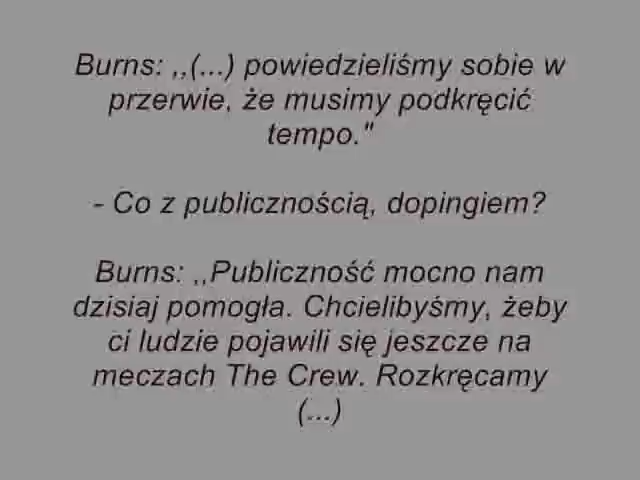 Burns: ,,(...) powiedzieliśmy sobie w
przerwie, że musimy podkręcić
tempo."
- Co z publicznością, dopingiem?
Burns: ,,Publiczność mocno nam
dzisiaj pomogła. Chcielibyśmy, żeby
ci ludzie pojawili się jeszcze na
meczach The Crew. Rozkręcamy
(...)